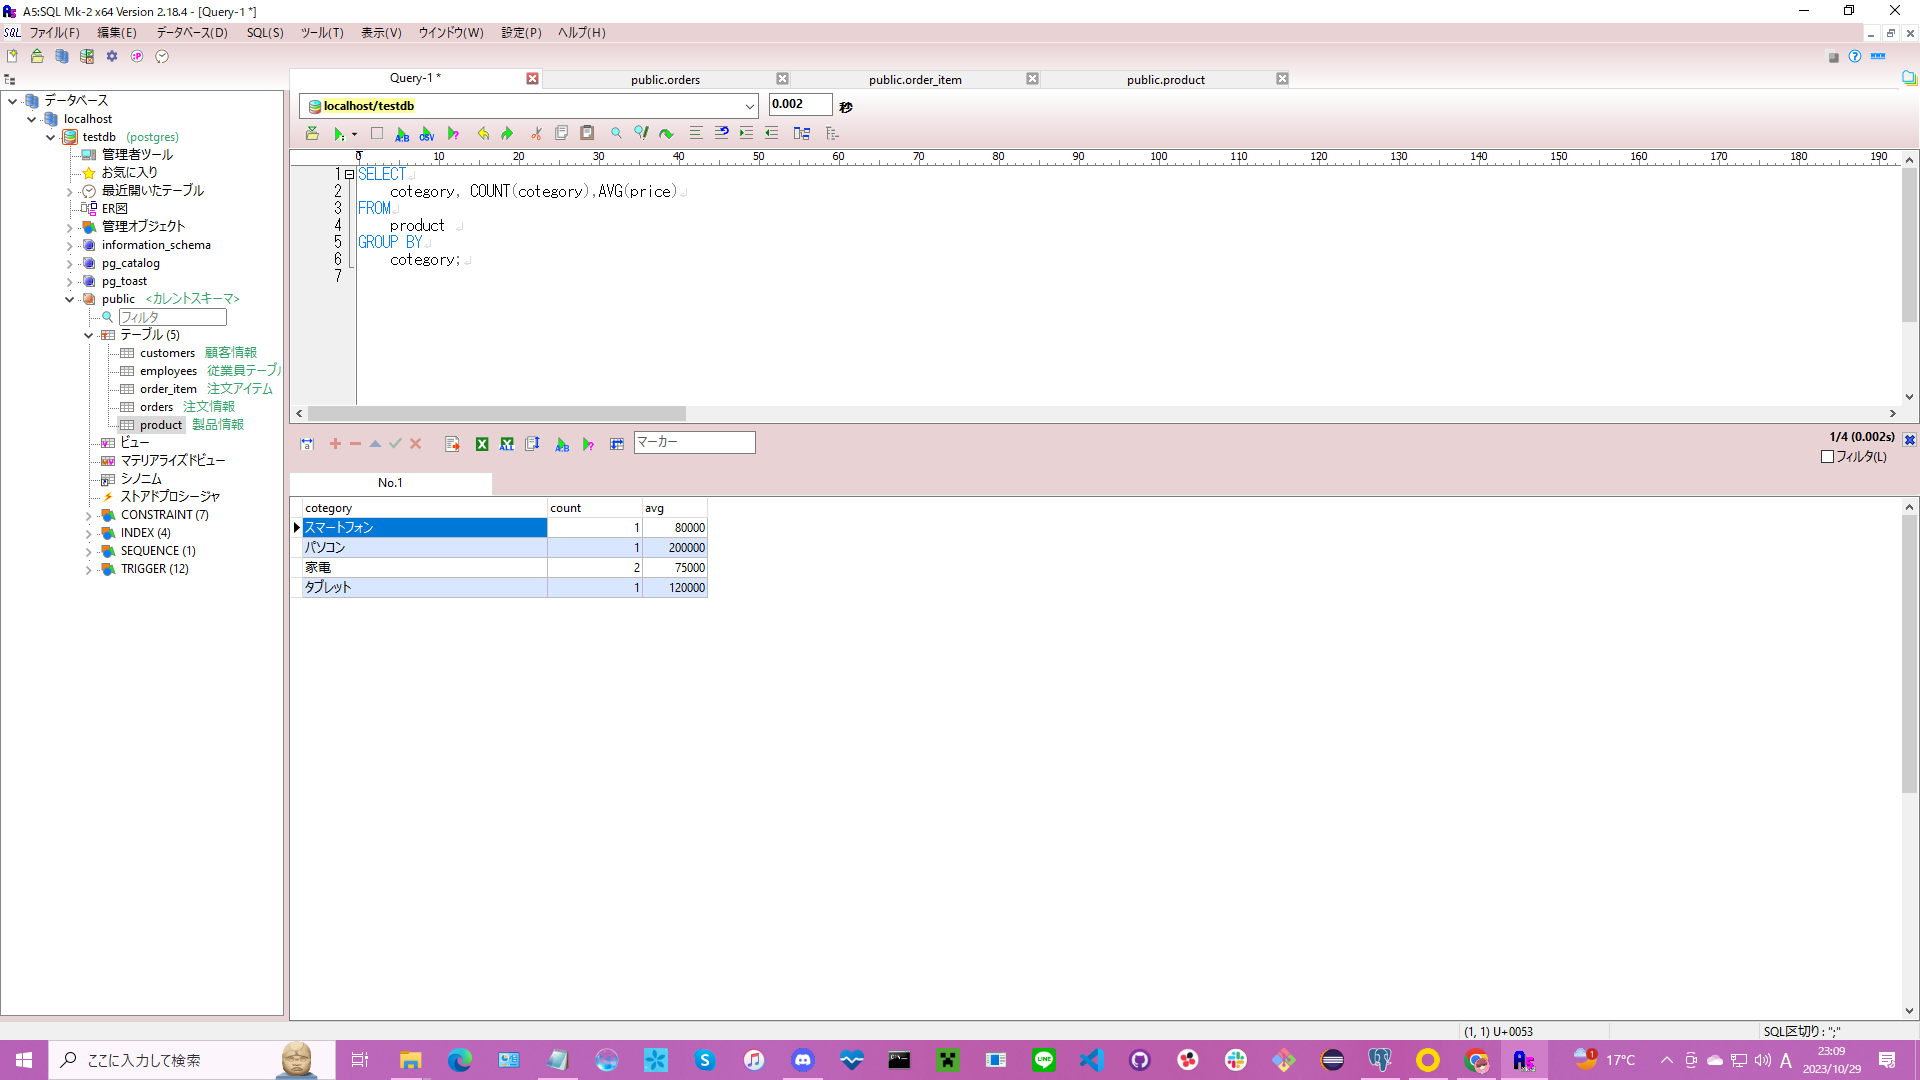 A5:SQL Mk-2 x64 Version 2.18.4 - [Query-1 *]
SQL ファイル(F) 編集(E) データベース(D) SQL(S) ツール(T) 表示(V) ウインドウ(W) 設定(P) ヘルプ(H)
Query-1 * public.orders public.order_item public.product
データベース
localhost
testdb (postgres)
管理者ツール
お気に入り
最近開いたテーブル
ER図
管理オブジェクト
information_schema
pg_catalog
pg_toast
public <カレントスキーマ>
フィルタ
テーブル (5)
customers 顧客情報
employees 従業員テーブル
order_item 注文アイテム
orders 注文情報
product 製品情報
ビュー
マテリアライズドビュー
シノニム
ストアドプロシージャ
CONSTRAINT (7)
INDEX (4)
SEQUENCE (1)
TRIGGER (12)
localhost/testdb 0.002 秒
0 10 20 30 40 50 60 70 80 90 100 110 120 130 140 150 160 170 180 190
1 SELECT
2 cotegory, COUNT(cotegory),AVG(price)
3 FROM
4 product
5 GROUP BY
6 cotegory;
7
マーカー
1/4 (0.002s)
フィルタ(L)
No.1
cotegory count avg
スマートフォン 1 80000
パソコン 1 200000
家電 2 75000
タブレット 1 120000
(1, 1) U+0053 SQL区切り : ";"
ここに入力して検索
17°C
A
23:09
2023/10/29